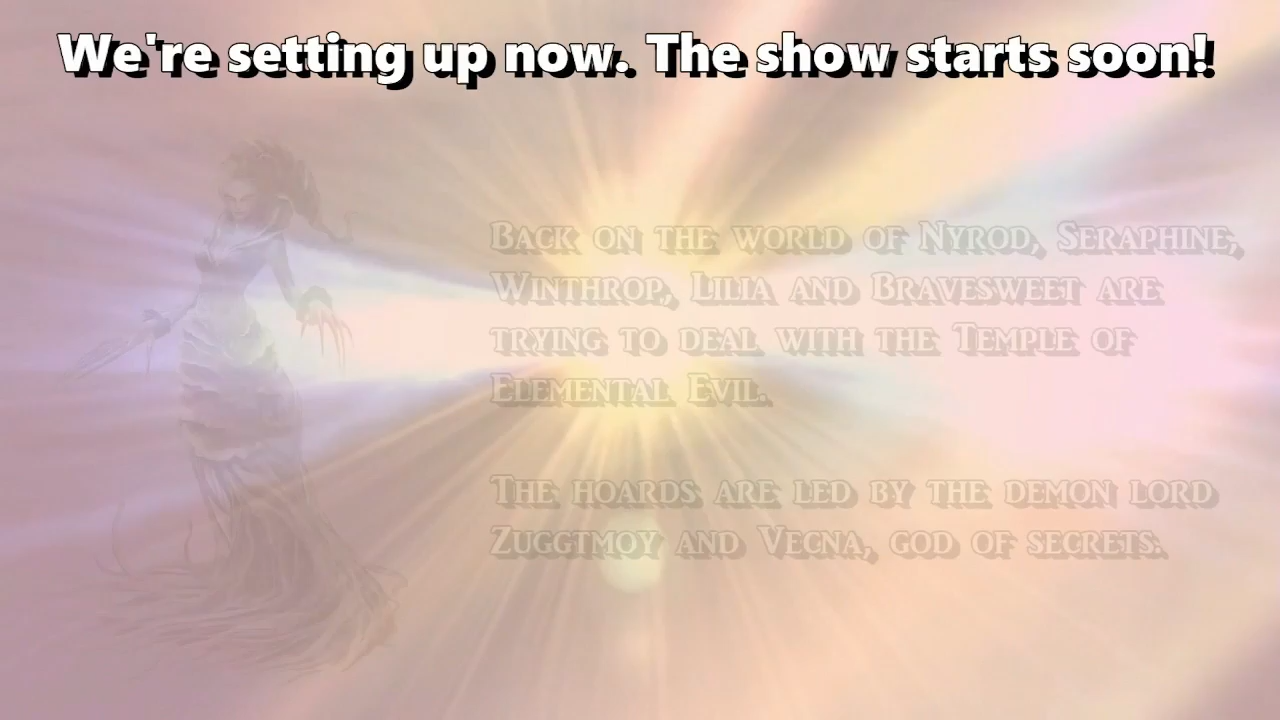 We're setting up now. The show starts soon!
Back on the world of Nyrod, Seraphine,
Winthrop, Lilia and Bravesweet are
trying to deal with the Temple of
Elemental Evil.
The hoards are led by the demon lord
Zuggtmoy and Vecna, god of secrets.